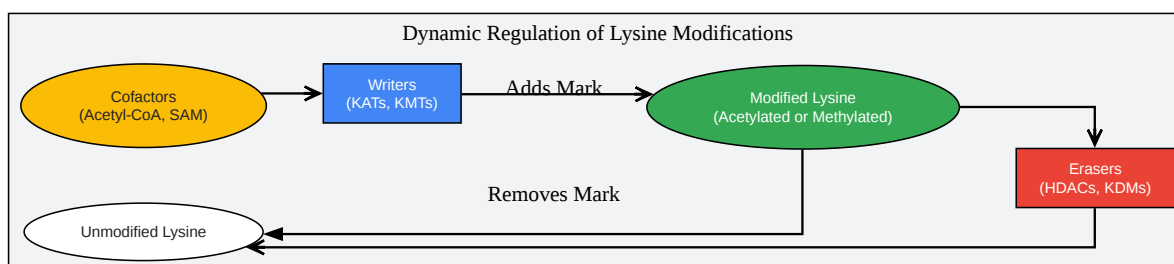 Dynamic Regulation of Lysine Modifications
Cofactors
(Acetyl-CoA, SAM)
Writers
(KATs, KMTs)
Adds Mark
Modified Lysine
(Acetylated or Methylated)
Erasers
(HDACs, KDMs)
Removes Mark
Unmodified Lysine